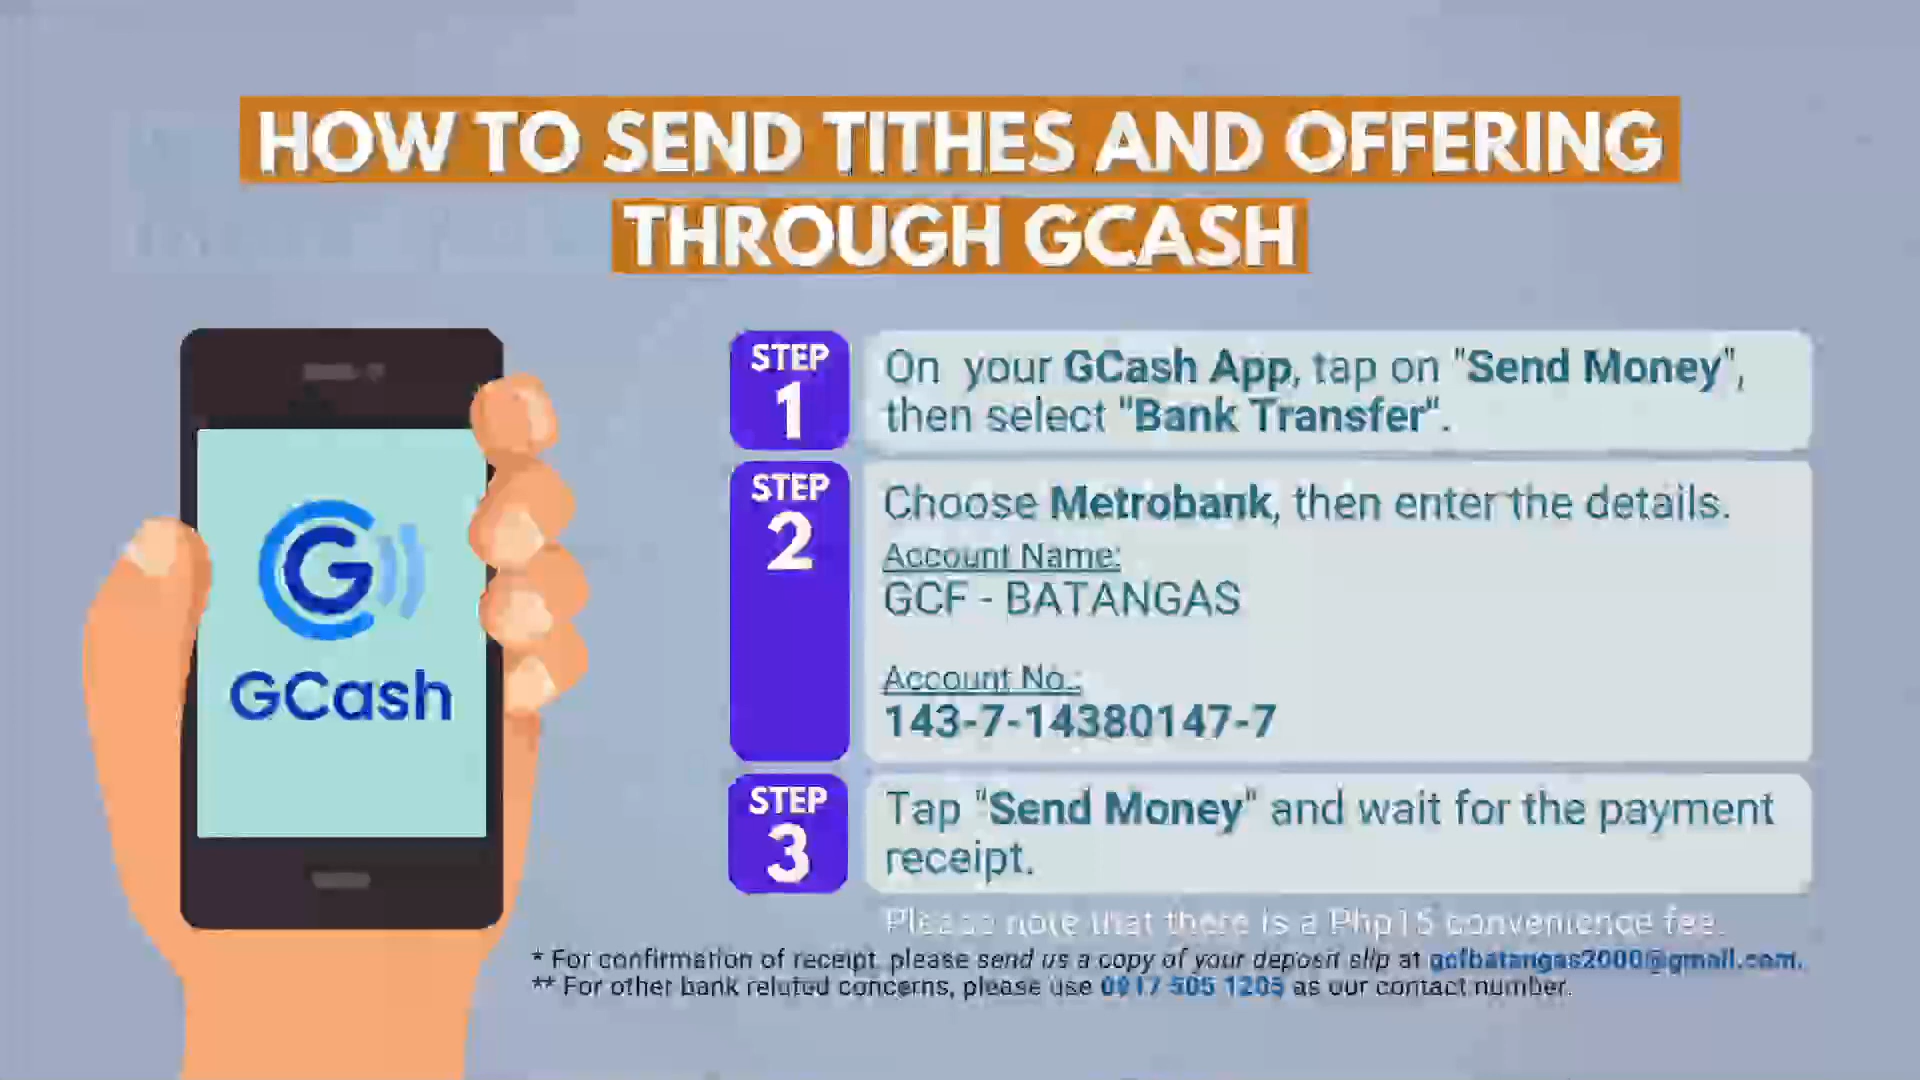 HOW TO SEND TITHES AND OFFERING
THROUGH GCASH
GCash
STEP
1
On your GCash App, tap on "Send Money",
then select "Bank Transfer".
STEP
2
Choose Metrobank, then enter the details.
Account Name:
GCF - BATANGAS
Account No.:
143-7-14380147-7
STEP
3
Tap "Send Money" and wait for the payment
receipt.
Please note that there is a Php15 convenience fee.
* For confirmation of receipt, please send us a copy of your deposit slip at gcfbatangas2000@gmail.com.
** For other bank related concerns, please use 0917 505 1205 as our contact number.